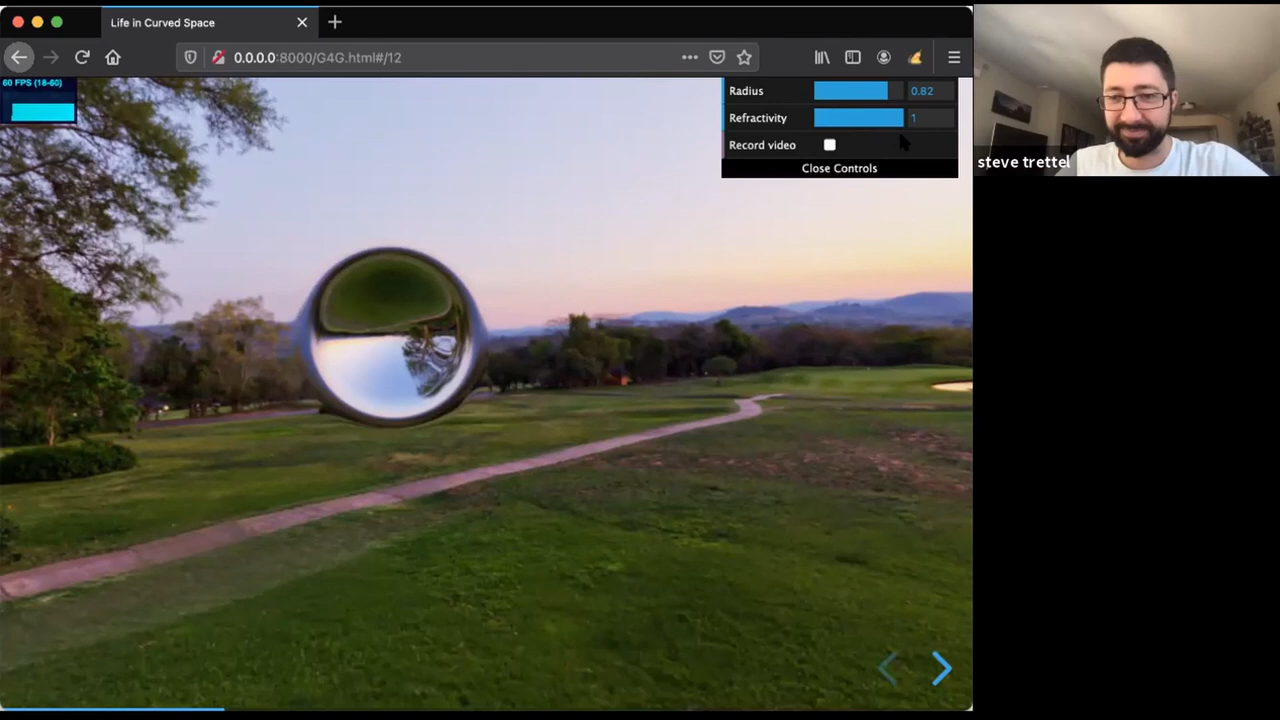 Life in Curved Space
0.0.0.0:8000/G4G.html#/12
60 FPS (18-60)
Radius 0.82
Refractivity 1
Record video
Close Controls
steve trettel